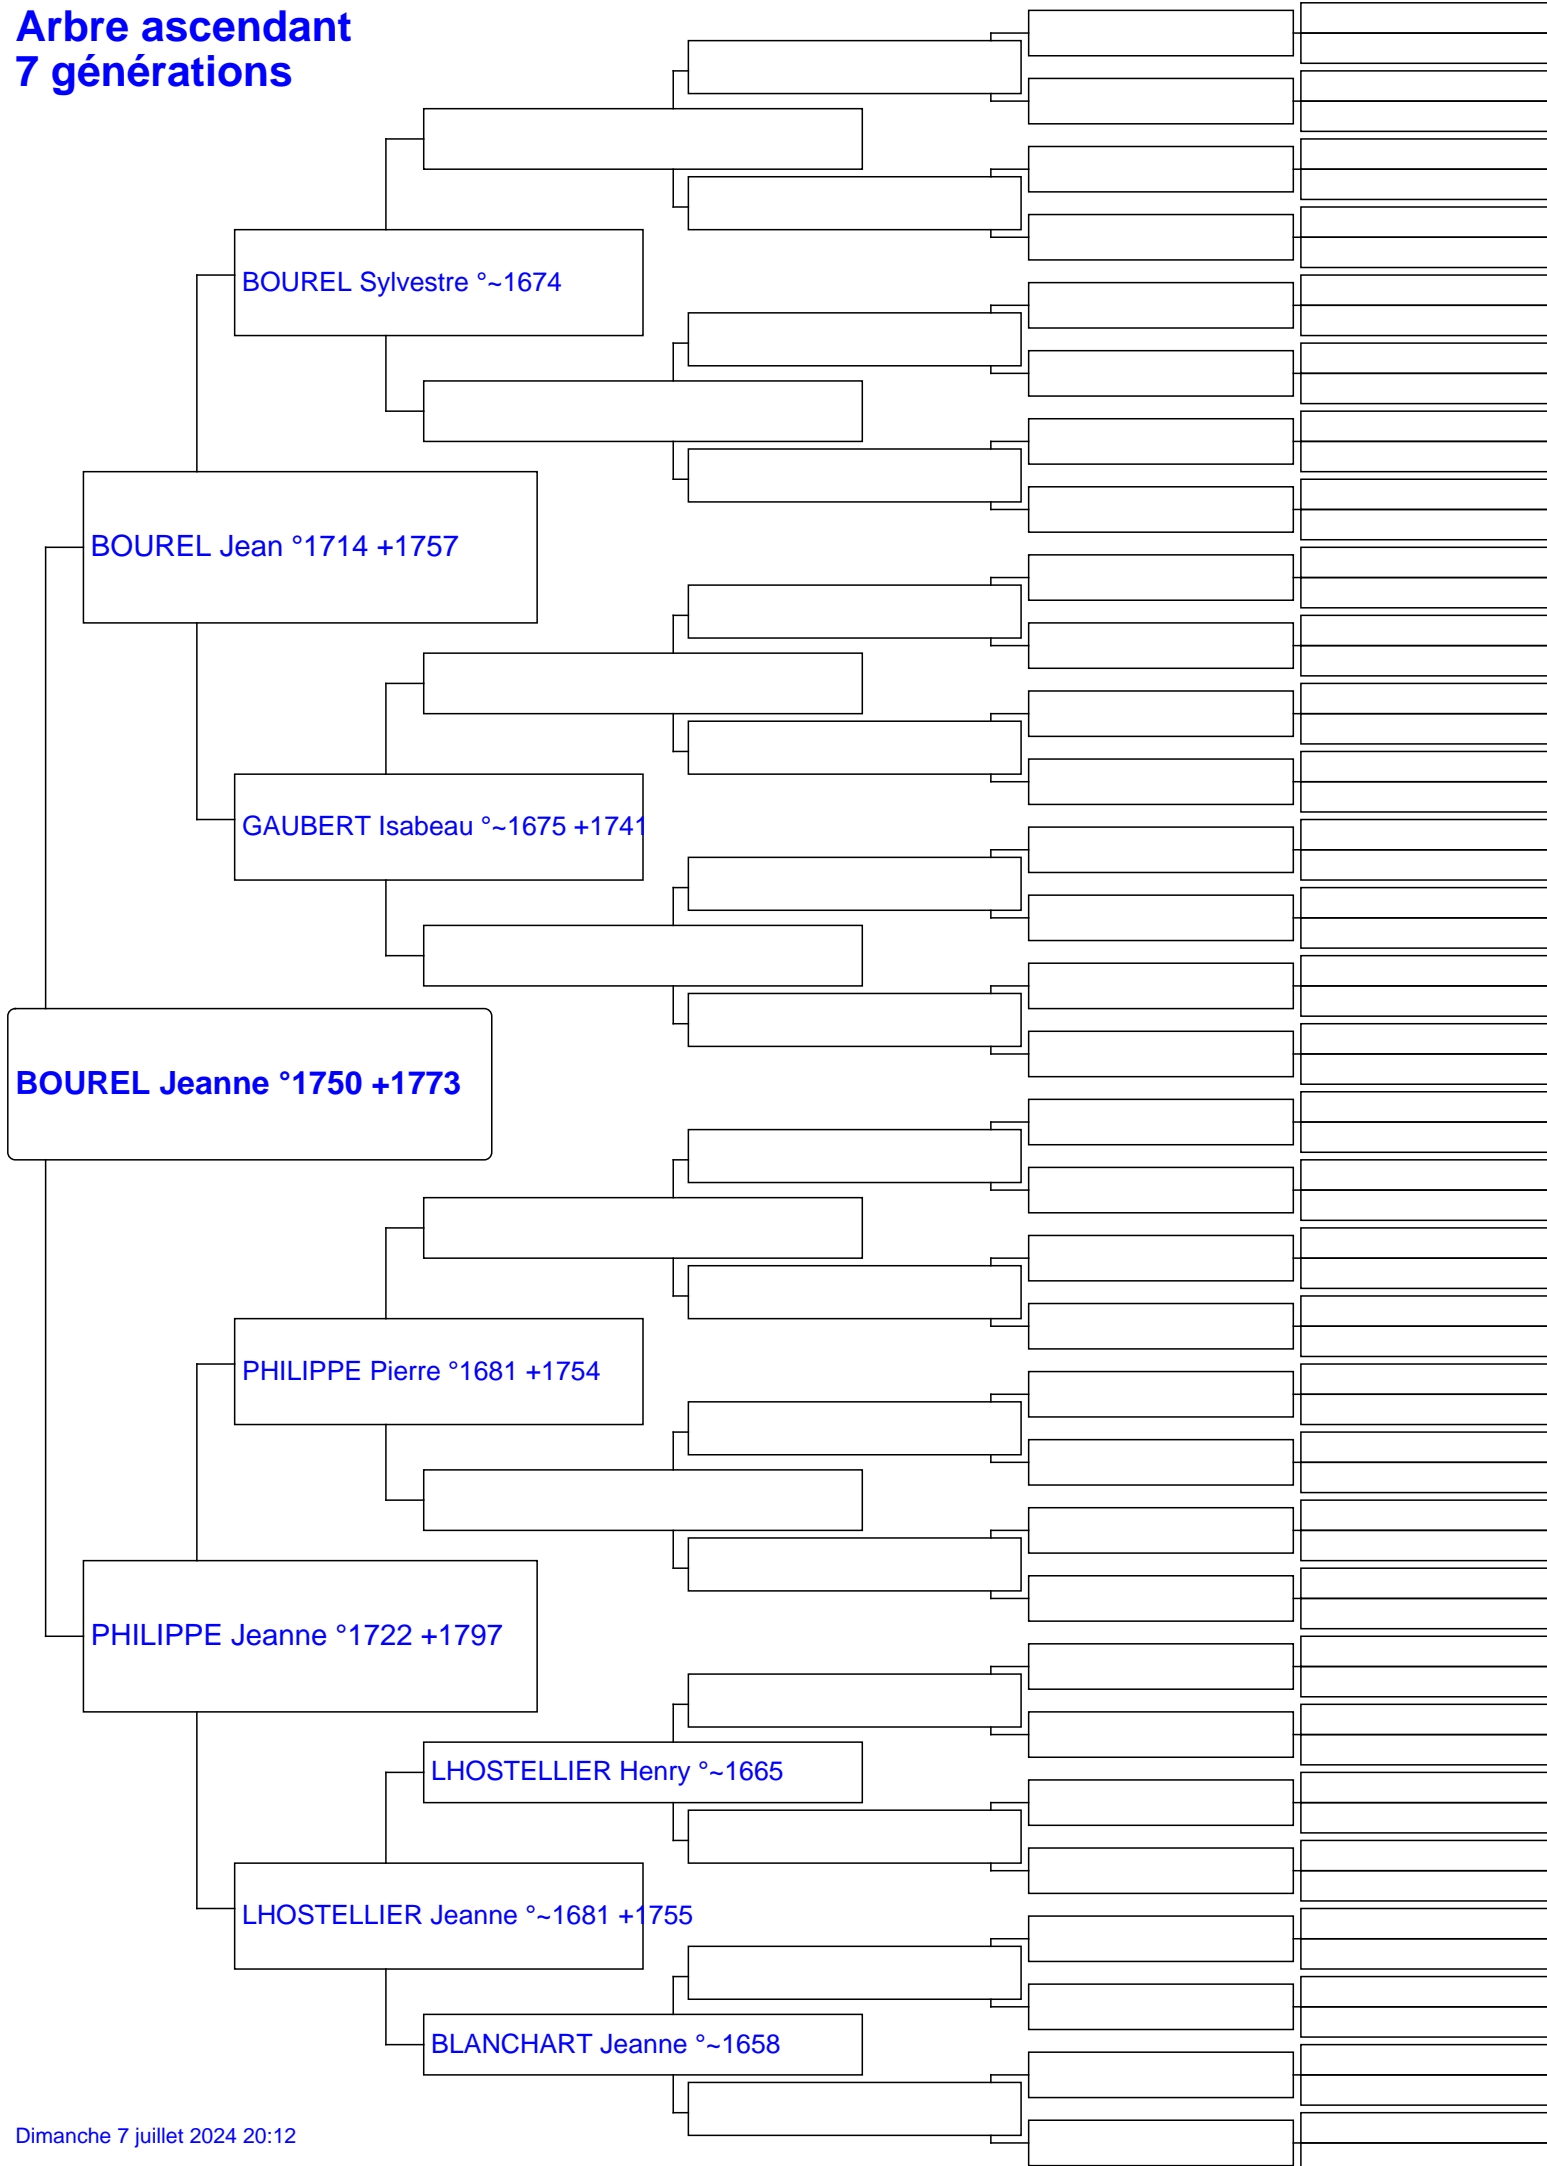 Arbre ascendant
7 générations
BOUREL Sylvestre °~1674
BOUREL Jean °1714 +1757
GAUBERT Isabeau °~1675 +1741
BOUREL Jeanne °1750 +1773
PHILIPPE Pierre °1681 +1754
PHILIPPE Jeanne °1722 +1797
LHOSTELLIER Henry °~1665
LHOSTELLIER Jeanne °~1681 +1755
BLANCHART Jeanne °~1658
Dimanche 7 juillet 2024 20:12